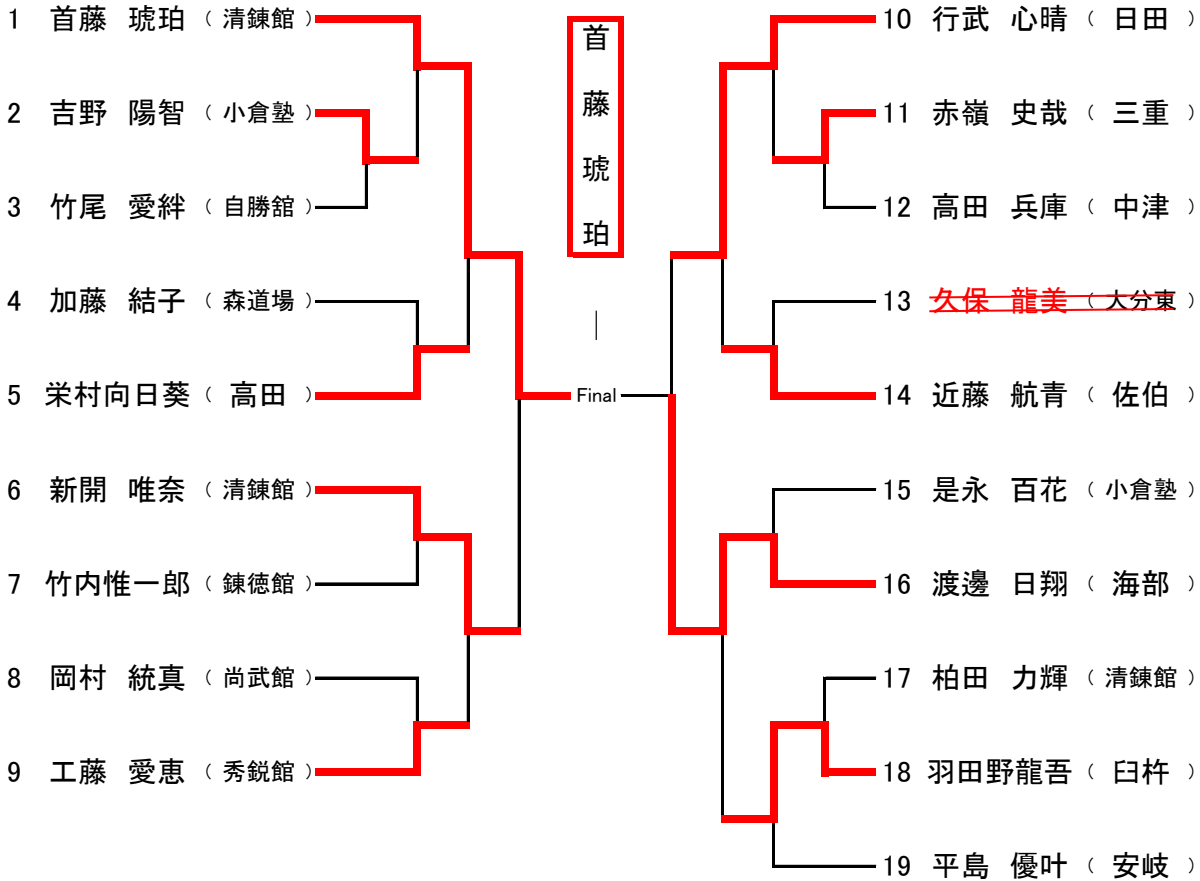 1 首藤 琥珀 （ 清錬館 ）
2 吉野 陽智 （ 小倉塾 ）
3 竹尾 愛絆 （ 自勝舘 ）
4 加藤 結子 （ 森道場 ）
5 栄村向日葵 （ 高田 ）
6 新開 唯奈 （ 清錬館 ）
7 竹内惟一郎 （ 錬徳館 ）
8 岡村 統真 （ 尚武館 ）
9 工藤 愛恵 （ 秀鋭館 ）
首藤琥珀
｜
Final
10 行武 心晴 （ 日田 ）
11 赤嶺 史哉 （ 三重 ）
12 高田 兵庫 （ 中津 ）
13 久保 龍美 （ 大分東 ）
14 近藤 航青 （ 佐伯 ）
15 是永 百花 （ 小倉塾 ）
16 渡邊 日翔 （ 海部 ）
17 柏田 力輝 （ 清錬館 ）
18 羽田野龍吾 （ 臼杵 ）
19 平島 優叶 （ 安岐 ）